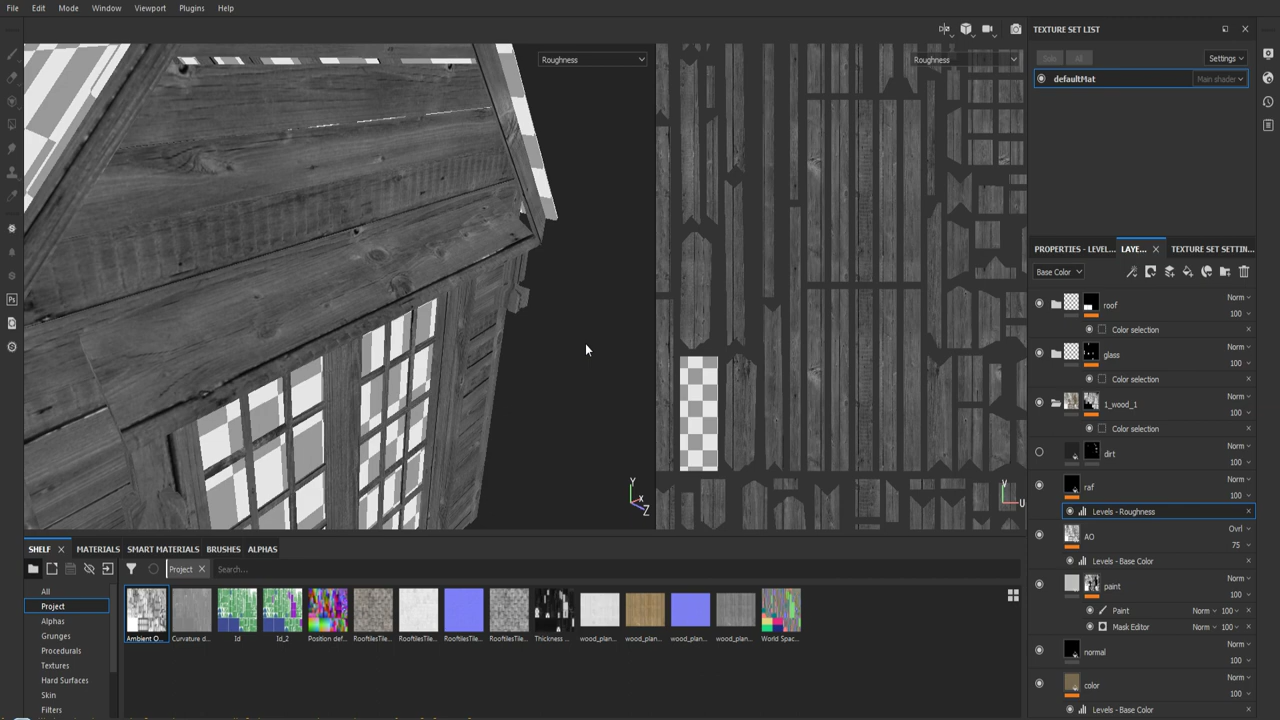 File Edit Mode Window Viewport Plugins Help
Roughness
Roughness
Y
X
Z
V
U
TEXTURE SET LIST
Solo All Settings
defaultMat Main shader
PROPERTIES - LEVEL... LAYE... TEXTURE SET SETTIN...
Base Color
roof Norm
100
Color selection
glass Norm
100
Color selection
1_wood_1 Norm
100
Color selection
dirt Norm
100
raf Norm
100
Levels - Roughness
AO Ovrl
75
Levels - Base Color
paint Norm
100
Paint Norm 100
Mask Editor Norm 100
normal Norm
100
color Norm
100
Levels - Base Color
SHELF MATERIALS SMART MATERIALS BRUSHES ALPHAS
Project Search...
All
Project
Alphas
Grunges
Procedurals
Textures
Hard Surfaces
Skin
Filters
Ambient O... Curvature d... Id Id_2 Position def... RooftilesTile... RooftilesTile... RooftilesTile... RooftilesTile... Thickness ... wood_plan... wood_plan... wood_plan... wood_plan... World Spac...
Ps